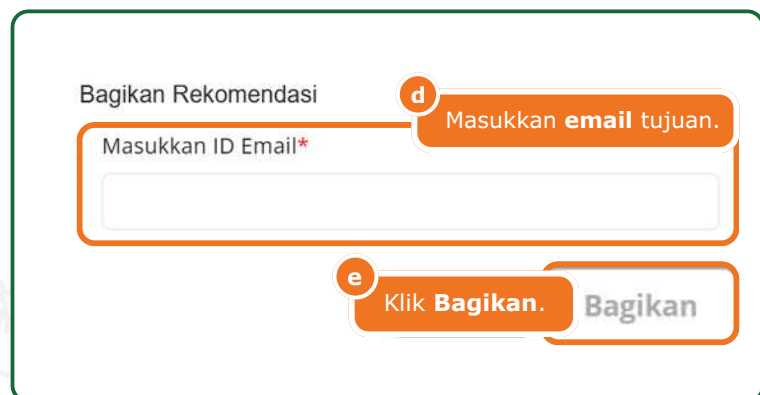 Bagikan Rekomendasi
d
Masukkan email tujuan.
Masukkan ID Email*
e
Klik Bagikan.
Bagikan